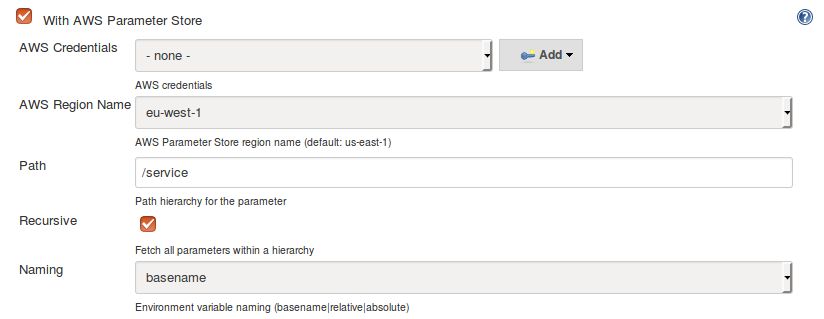 With AWS Parameter Store ?
AWS Credentials - none - Add
AWS credentials
AWS Region Name eu-west-1
AWS Parameter Store region name (default: us-east-1)
Path /service
Path hierarchy for the parameter
Recursive
Fetch all parameters within a hierarchy
Naming basename
Environment variable naming (basename|relative|absolute)